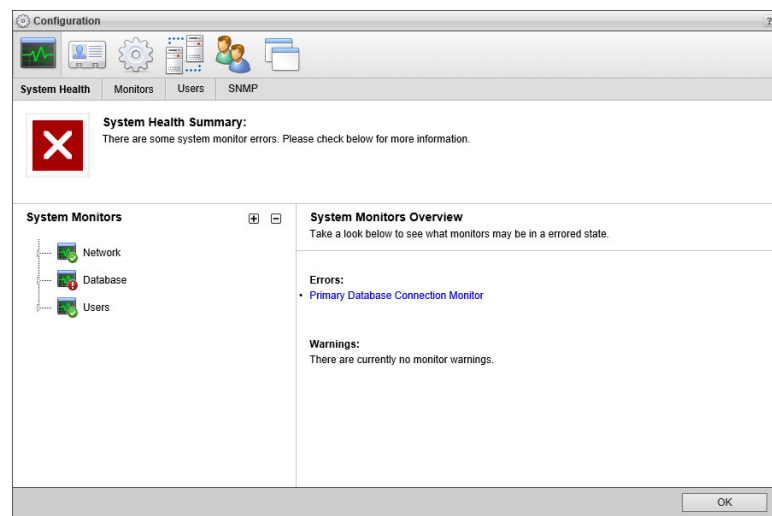 Configuration
?
System Health Monitors Users SNMP
System Health Summary:
There are some system monitor errors. Please check below for more information.
System Monitors
Network
Database
Users
System Monitors Overview
Take a look below to see what monitors may be in a errored state.
Errors:
• Primary Database Connection Monitor
Warnings:
There are currently no monitor warnings.
OK